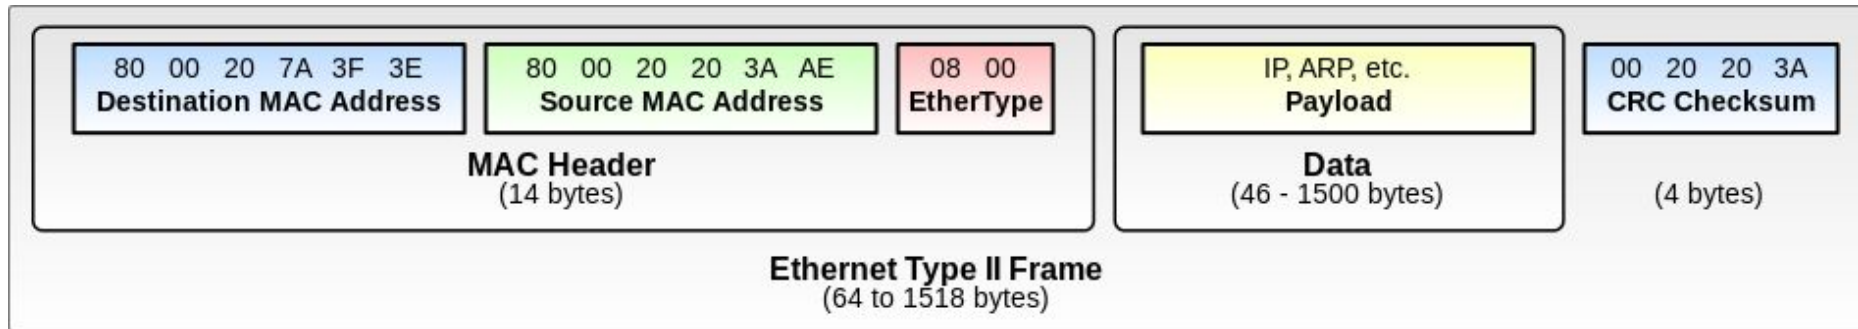 80 00 20 7A 3F 3E
Destination MAC Address
80 00 20 20 3A AE
Source MAC Address
08 00
EtherType
MAC Header
(14 bytes)
IP, ARP, etc.
Payload
Data
(46 - 1500 bytes)
00 20 20 3A
CRC Checksum
(4 bytes)
Ethernet Type II Frame
(64 to 1518 bytes)